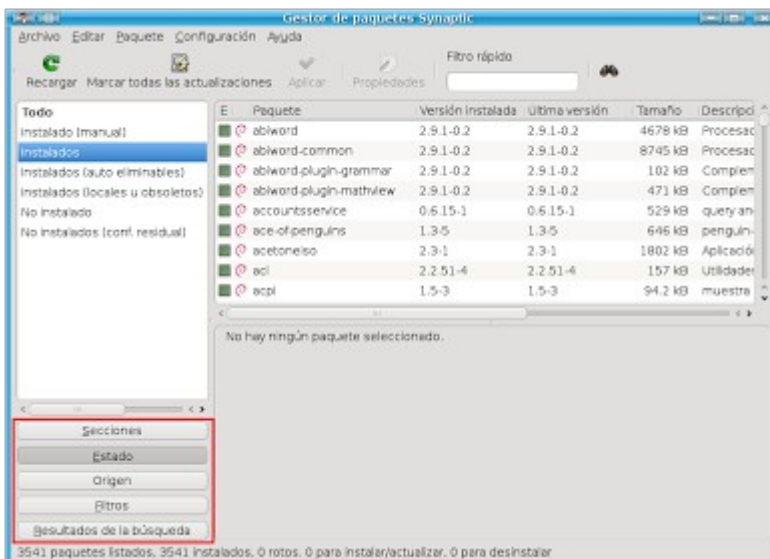 Gestor de paquetes Synaptic
Archivo Editar Paquete Configuración Ayuda
Recargar Marcar todas las actualizaciones Aplicar Propiedades Filtro rápido
Todo
Instalado (manual)
Instalados
Instalados (auto eliminables)
Instalados (locales u obsoletos)
No instalado
No instalados (conf. residual)
E Paquete Versión instalada Última versión Tamaño Descripci
abiword 2.9.1-0.2 2.9.1-0.2 4678 kB Procesad
abiword-common 2.9.1-0.2 2.9.1-0.2 8745 kB Procesad
abiword-plugin-grammar 2.9.1-0.2 2.9.1-0.2 102 kB Complem
abiword-plugin-mathview 2.9.1-0.2 2.9.1-0.2 471 kB Complem
accountsservice 0.6.15-1 0.6.15-1 529 kB query an
ace-of-penguins 1.3-5 1.3-5 646 kB penguin-
acetoneiso 2.3-1 2.3-1 1802 kB Aplicació
acl 2.2.51-4 2.2.51-4 157 kB Utilidades
acpi 1.5-3 1.5-3 94.2 kB muestra
No hay ningún paquete seleccionado.
Secciones
Estado
Origen
Filtros
Resultados de la búsqueda
3541 paquetes listados, 3541 instalados, 0 rotos. 0 para instalar/actualizar, 0 para desinstalar